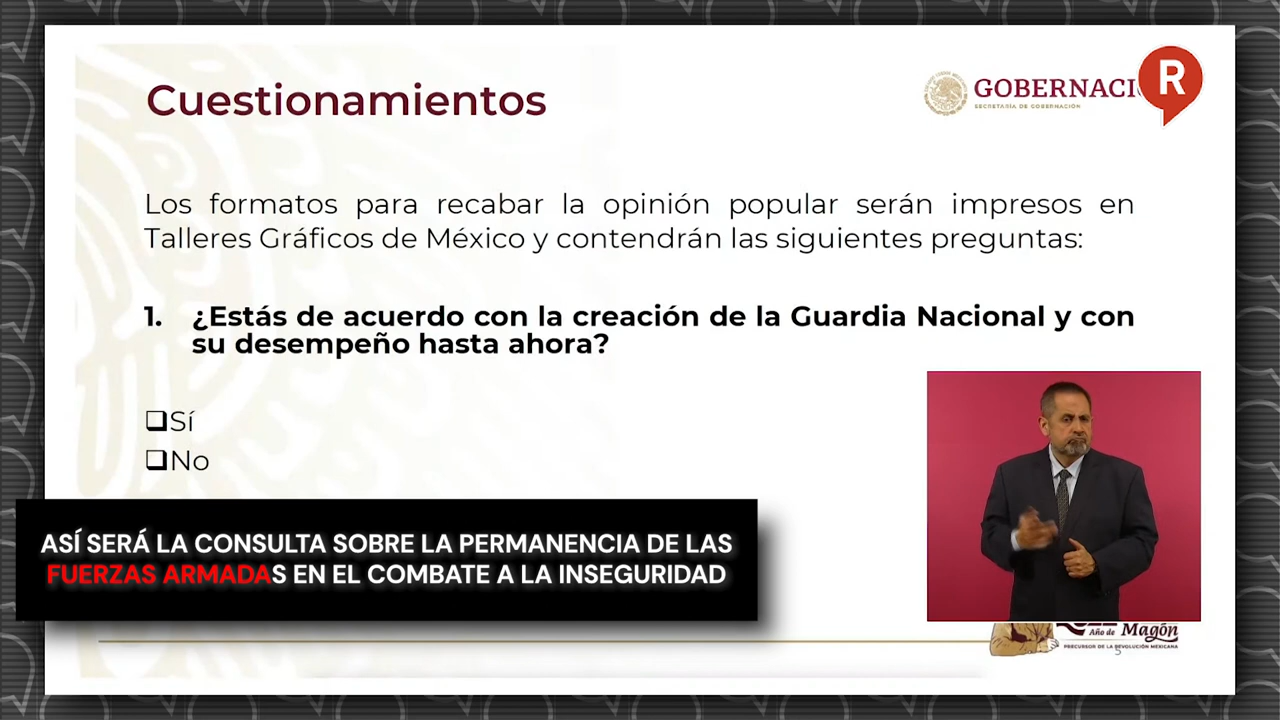 Cuestionamientos
GOBERNACI
SECRETARÍA DE GOBERNACIÓN
R
Los formatos para recabar la opinión popular serán impresos en
Talleres Gráficos de México y contendrán las siguientes preguntas:
1. ¿Estás de acuerdo con la creación de la Guardia Nacional y con
su desempeño hasta ahora?
❑Sí
❑No
ASÍ SERÁ LA CONSULTA SOBRE LA PERMANENCIA DE LAS
FUERZAS ARMADAS EN EL COMBATE A LA INSEGURIDAD
Año de Magón
PRECURSOR DE LA REVOLUCIÓN MEXICANA
5